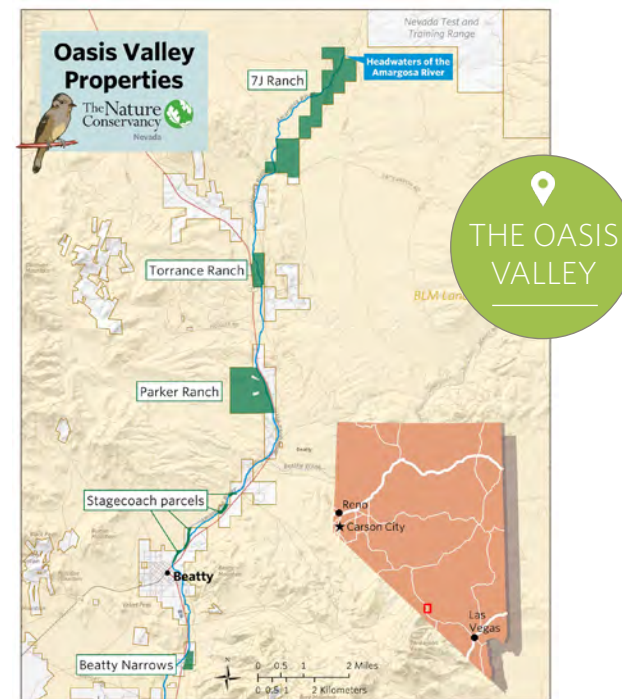 Oasis Valley
Properties
The Nature
Conservancy
Nevada
Nevada Test and
Training Range
Headwaters of the
Amargosa River
7J Ranch
THE OASIS
VALLEY
Torrance Ranch
BLM Land
Parker Ranch
Stagecoach parcels
Beatty
Beatty Narrows
Reno
Carson City
Las
Vegas
N
0 0.5 1 2 Miles
0 0.5 1 2 Kilometers